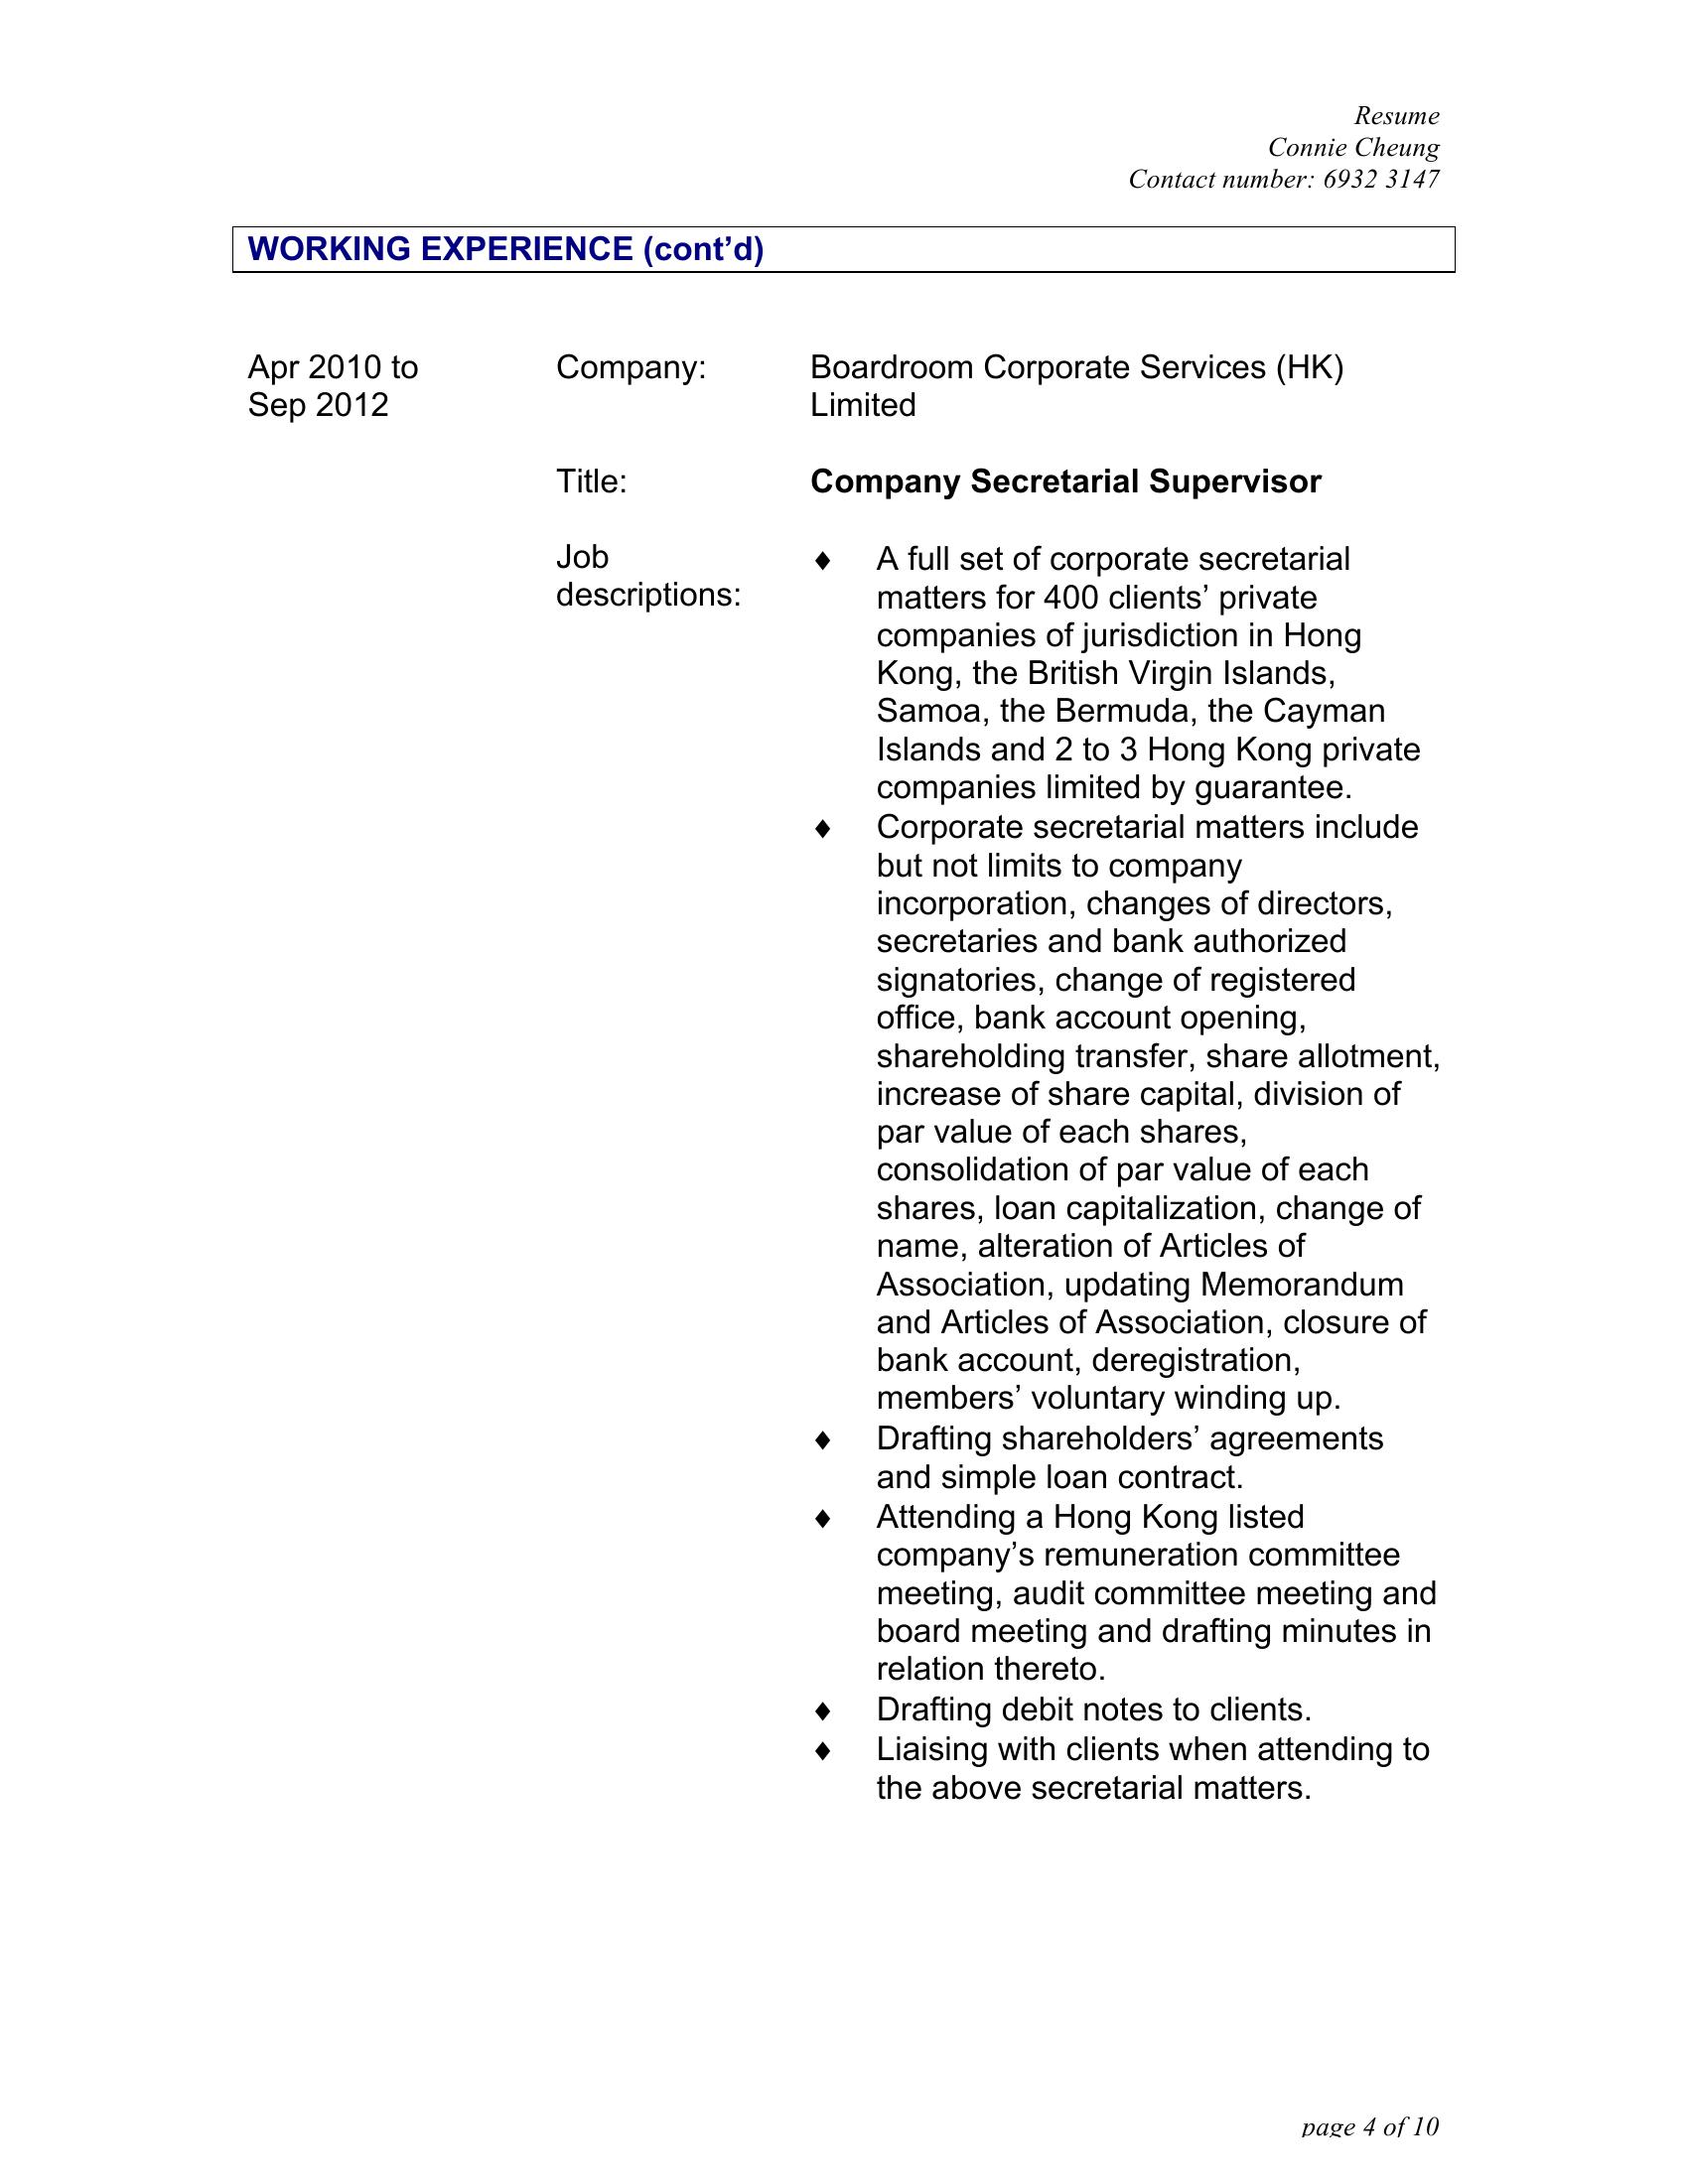 Resume
Connie Cheung
Contact number: 6932 3147
WORKING EXPERIENCE (cont’d)
Apr 2010 to
Sep 2012
Company:
Boardroom Corporate Services (HK)
Limited
Title:
Company Secretarial Supervisor
Job
descriptions:
♦ A full set of corporate secretarial
matters for 400 clients’ private
companies of jurisdiction in Hong
Kong, the British Virgin Islands,
Samoa, the Bermuda, the Cayman
Islands and 2 to 3 Hong Kong private
companies limited by guarantee.
♦ Corporate secretarial matters include
but not limits to company
incorporation, changes of directors,
secretaries and bank authorized
signatories, change of registered
office, bank account opening,
shareholding transfer, share allotment,
increase of share capital, division of
par value of each shares,
consolidation of par value of each
shares, loan capitalization, change of
name, alteration of Articles of
Association, updating Memorandum
and Articles of Association, closure of
bank account, deregistration,
members’ voluntary winding up.
♦ Drafting shareholders’ agreements
and simple loan contract.
♦ Attending a Hong Kong listed
company’s remuneration committee
meeting, audit committee meeting and
board meeting and drafting minutes in
relation thereto.
♦ Drafting debit notes to clients.
♦ Liaising with clients when attending to
the above secretarial matters.
page 4 of 10